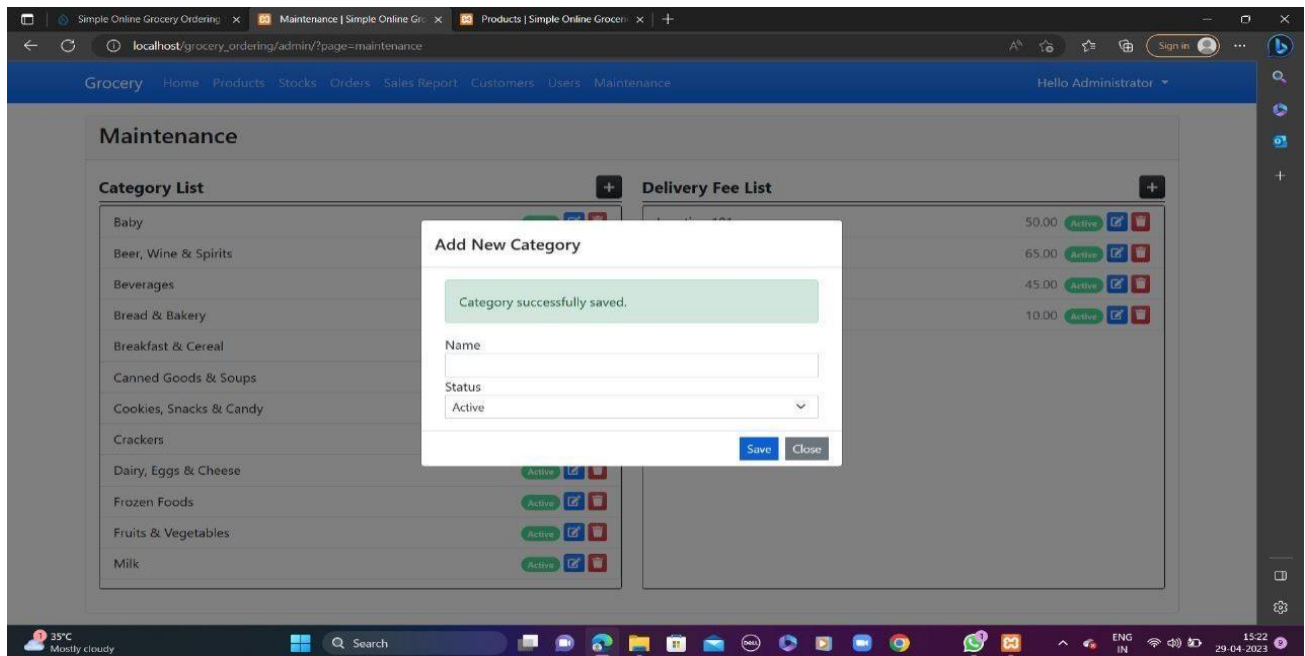 Simple Online Grocery Ordering
Maintenance | Simple Online Gro
Products | Simple Online Grocer
localhost/grocery_ordering/admin/?page=maintenance
Sign in
Grocery Home Products Stocks Orders Sales Report Customers Users Maintenance Hello Administrator
Maintenance
Category List
Delivery Fee List
Baby
50.00 Active
Add New Category
Beer, Wine & Spirits
65.00 Active
Beverages
45.00 Active
Category successfully saved.
Bread & Bakery
10.00 Active
Breakfast & Cereal
Name
Canned Goods & Soups
Status
Cookies, Snacks & Candy
Active
Crackers
Save Close
Dairy, Eggs & Cheese Active
Frozen Foods Active
Fruits & Vegetables Active
Milk Active
35°C
Mostly cloudy
Search
ENG
IN
15:22
29-04-2023